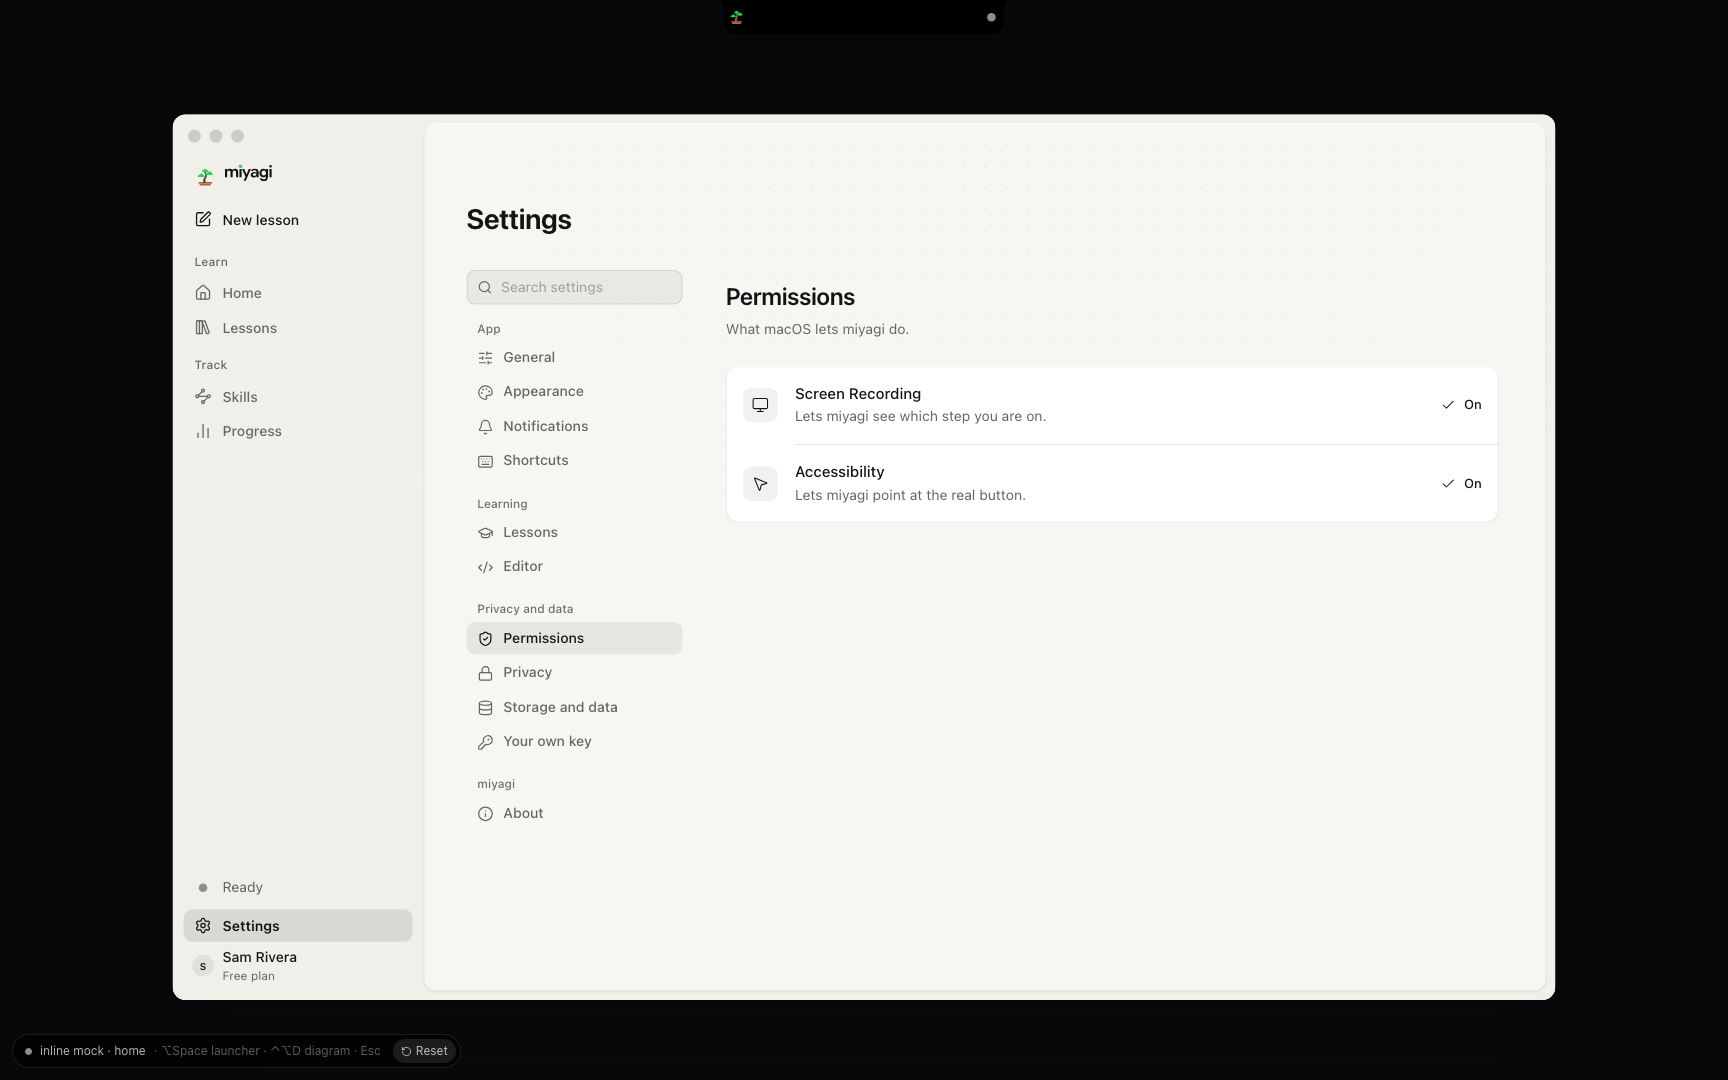 miyagi
New lesson
Learn
Home
Lessons
Track
Skills
Progress
Ready
Settings
S
Sam Rivera
Free plan
Settings
Search settings
App
General
Appearance
Notifications
Shortcuts
Learning
Lessons
Editor
Privacy and data
Permissions
Privacy
Storage and data
Your own key
miyagi
About
Permissions
What macOS lets miyagi do.
Screen Recording
Lets miyagi see which step you are on.
On
Accessibility
Lets miyagi point at the real button.
On
inline mock · home · ⌥Space launcher · ^⌥D diagram · Esc Reset